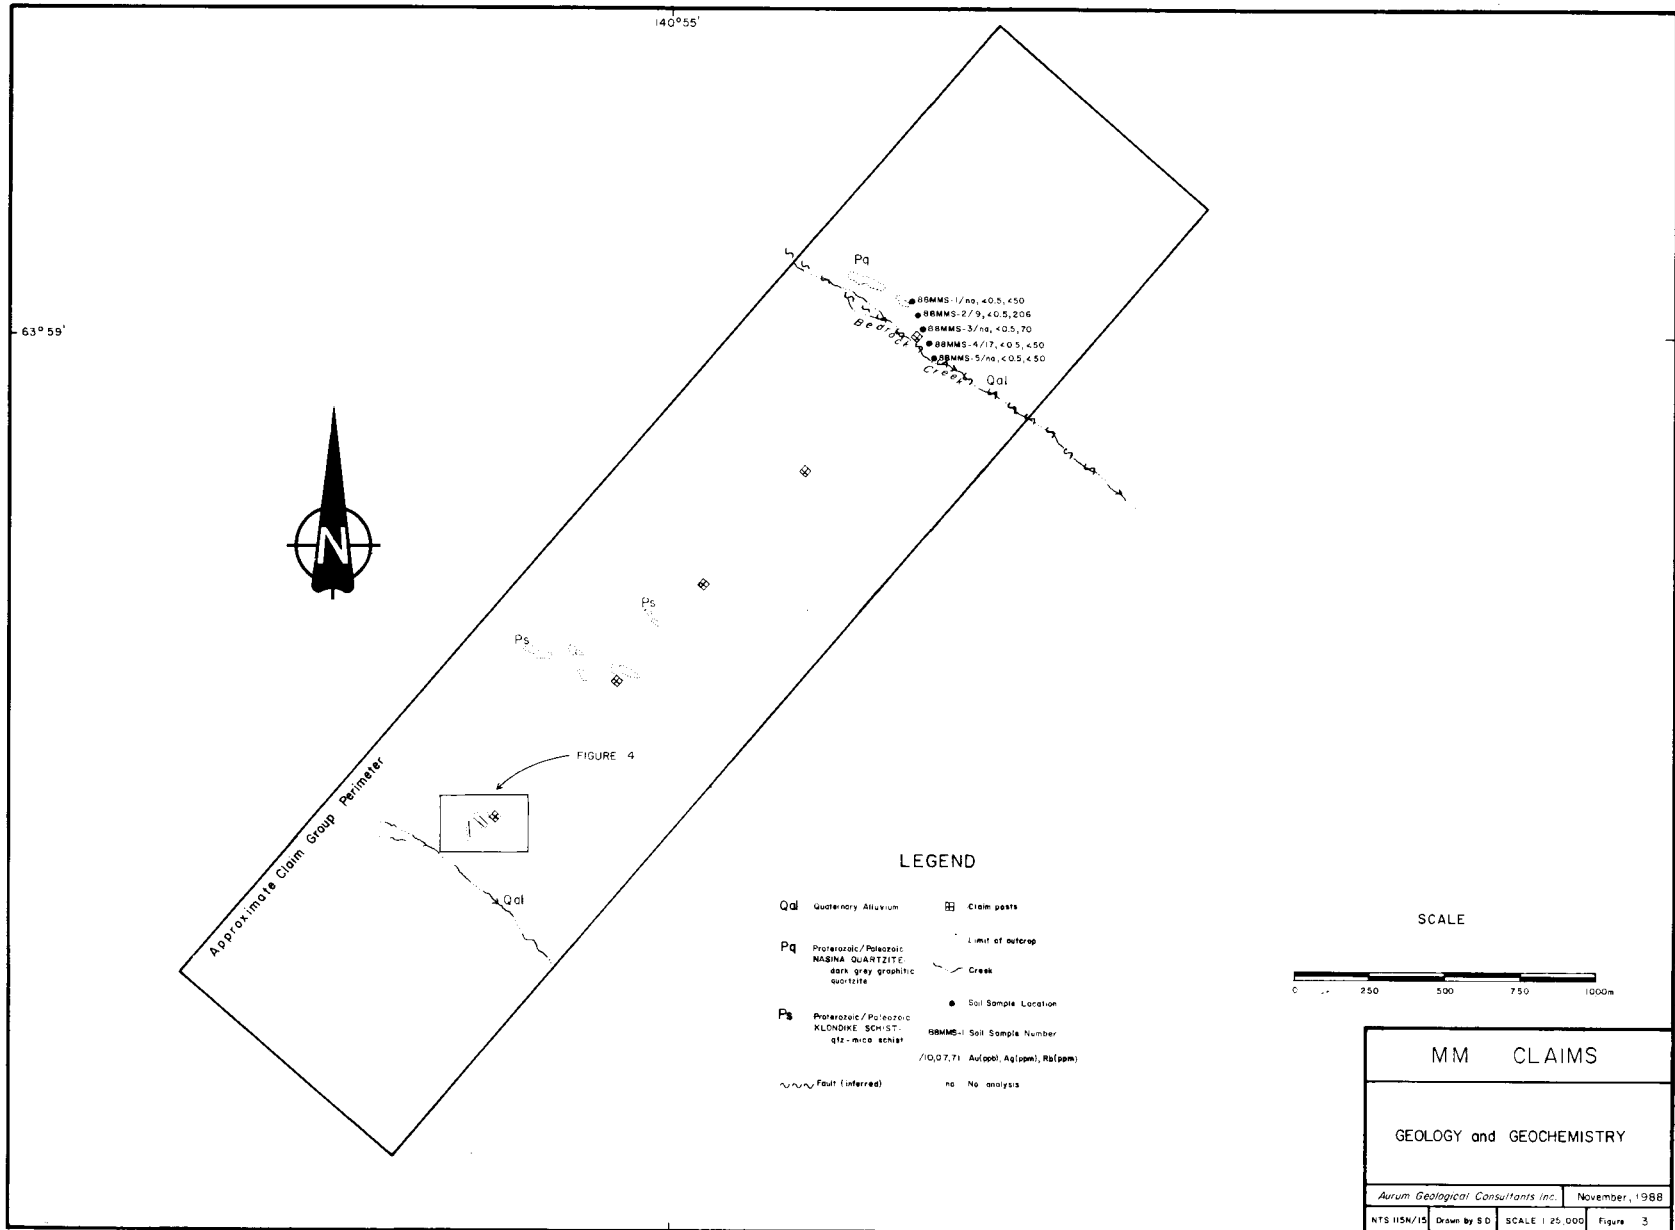 140°55'
63°59'
Pq
88MMS-1/na, <0.5, <50
88MMS-2/9, <0.5, 206
88MMS-3/na, <0.5, 70
88MMS-4/17, <0.5, <50
88MMS-5/na, <0.5, <50
Bedrock Creek
Qal
N
Ps
Ps
FIGURE 4
Approximate Claim Group Perimeter
Qal
LEGEND
Qal Quaternary Alluvium
Pq Proterozoic/Paleozoic
NASINA QUARTZITE-
dark grey graphitic
quartzite
Ps Proterozoic/Paleozoic
KLONDIKE SCHIST-
qtz-mica schist
Fault (inferred)
Claim posts
Limit of outcrop
Creek
Soil Sample Location
88MMS-1 Soil Sample Number
/10,0.7,71 Au(ppb), Ag(ppm), Rb(ppm)
na No analysis
SCALE
0 250 500 750 1000m
MM CLAIMS
GEOLOGY and GEOCHEMISTRY
Aurum Geological Consultants Inc. November, 1988
NTS 115N/15 Drawn by S D SCALE 1:25,000 Figure 3